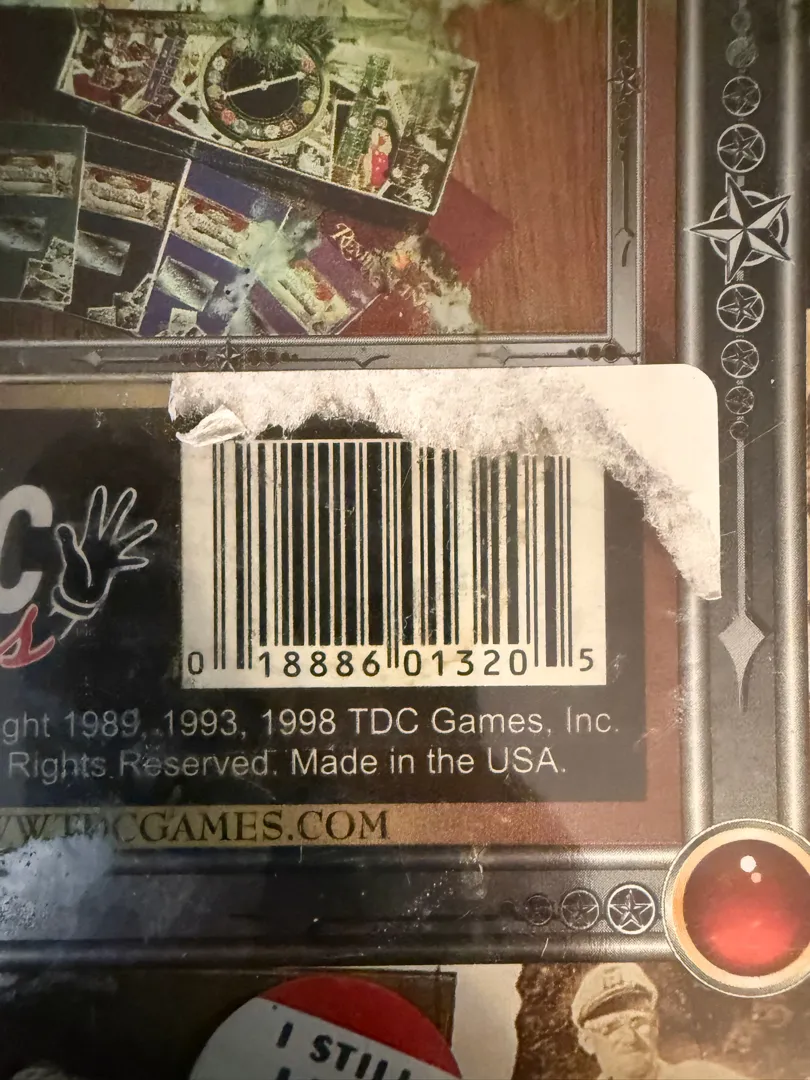 C
s
0 18886 01320 5
ght 1989, 1993, 1998 TDC Games, Inc.
Rights Reserved. Made in the USA.
WW.TDCGAMES.COM
I STILL